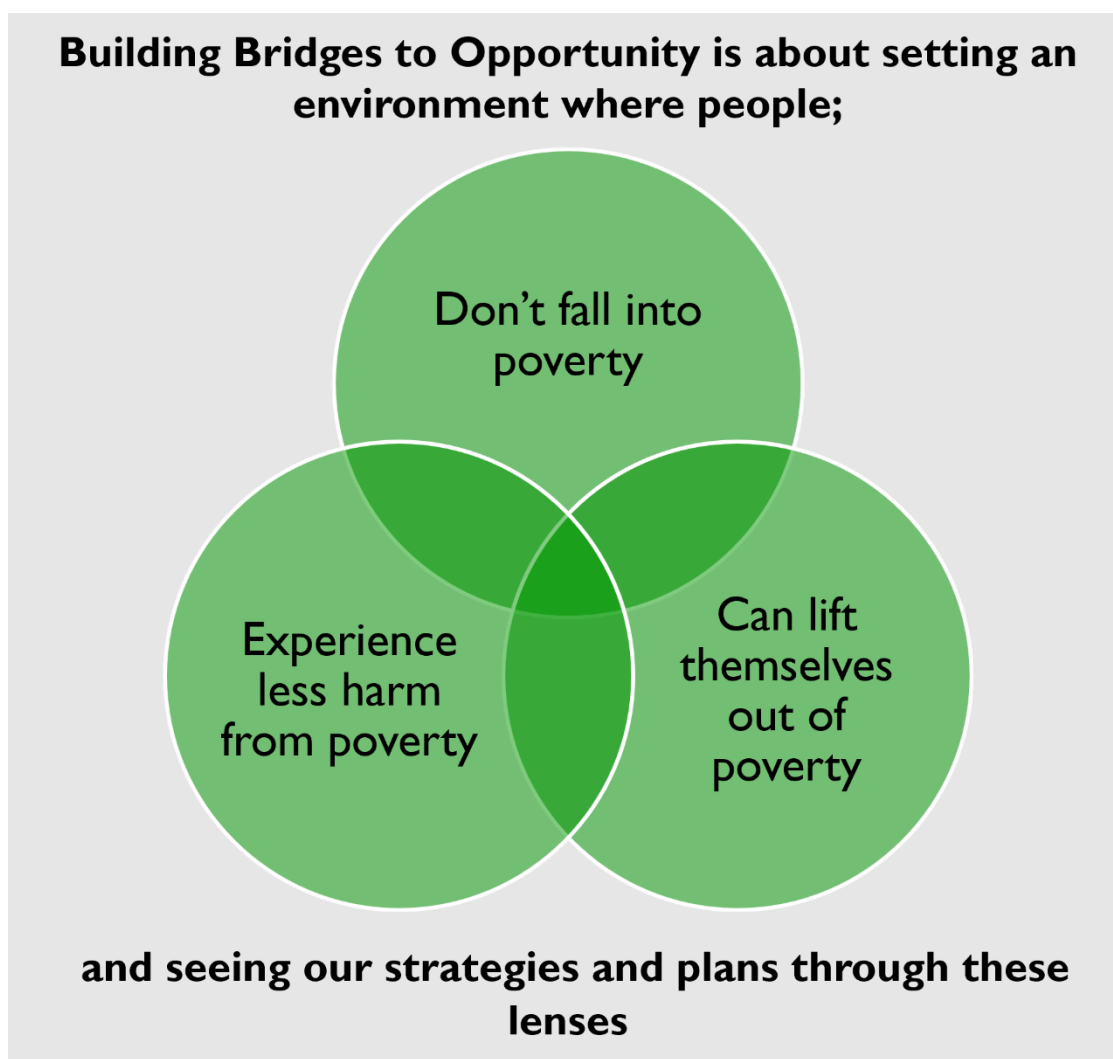 Building Bridges to Opportunity is about setting an
environment where people;
Don’t fall into
poverty
Experience
less harm
from poverty
Can lift
themselves
out of
poverty
and seeing our strategies and plans through these
lenses